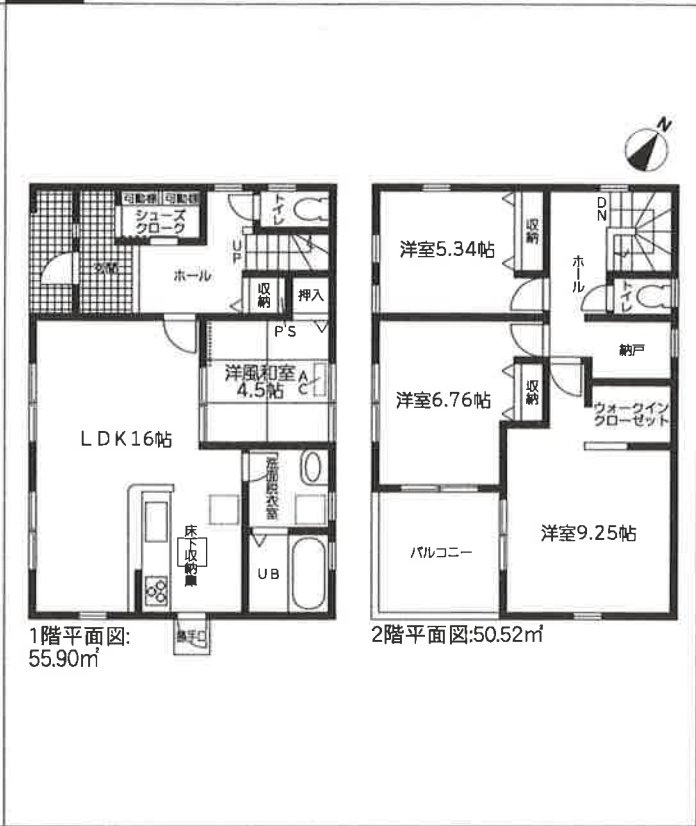 N
可動棚 可動棚
シューズ
クローク
トイレ
玄関
ホール
UP
収納
押入
PS
洋風和室
4.5帖
AC
LDK16帖
洗面脱衣室
床下収納庫
UB
勝手口
1階平面図:
55.90㎡
洋室5.34帖
収納
DN
ホール
トイレ
納戸
洋室6.76帖
収納
ウォークイン
クローゼット
洋室9.25帖
バルコニー
2階平面図:50.52㎡